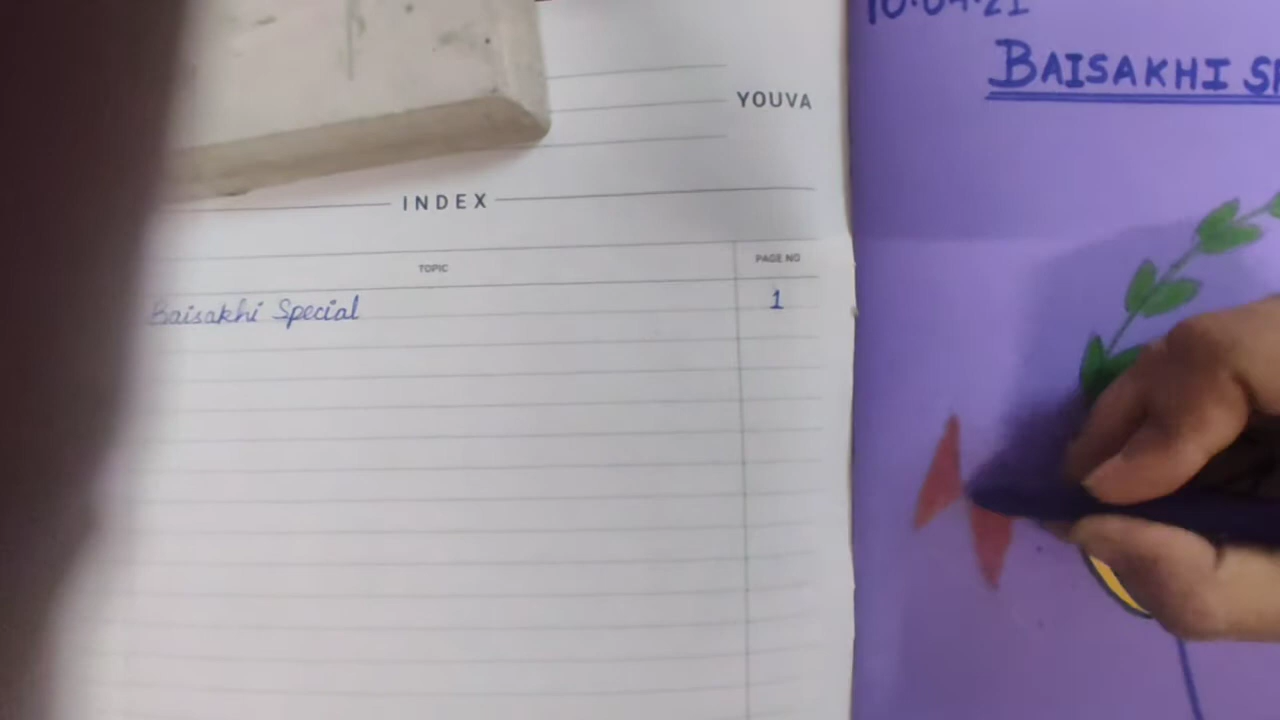 YOUVA
INDEX
TOPIC PAGE NO
Baisakhi Special 1
BAISAKHI